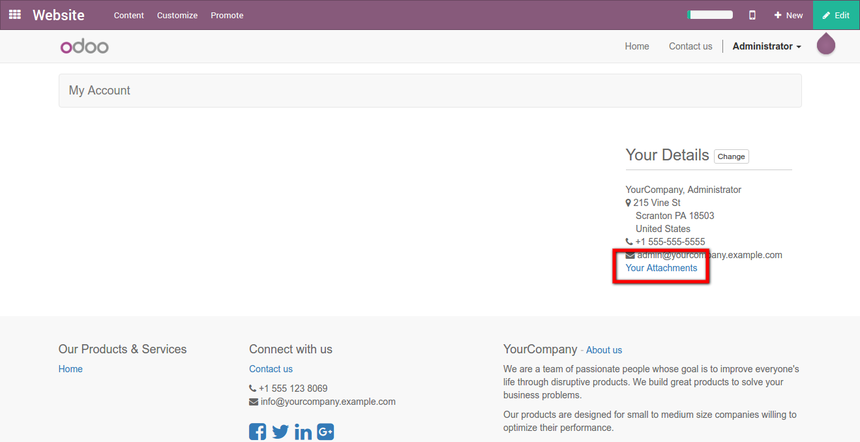 Website Content Customize Promote New Edit
odoo Home Contact us Administrator
My Account
Your Details Change
YourCompany, Administrator
215 Vine St
Scranton PA 18503
United States
+1 555-555-5555
admin@yourcompany.example.com
Your Attachments
Our Products & Services
Home
Connect with us
Contact us
+1 555 123 8069
info@yourcompany.example.com
YourCompany - About us
We are a team of passionate people whose goal is to improve everyone's
life through disruptive products. We build great products to solve your
business problems.
Our products are designed for small to medium size companies willing to
optimize their performance.